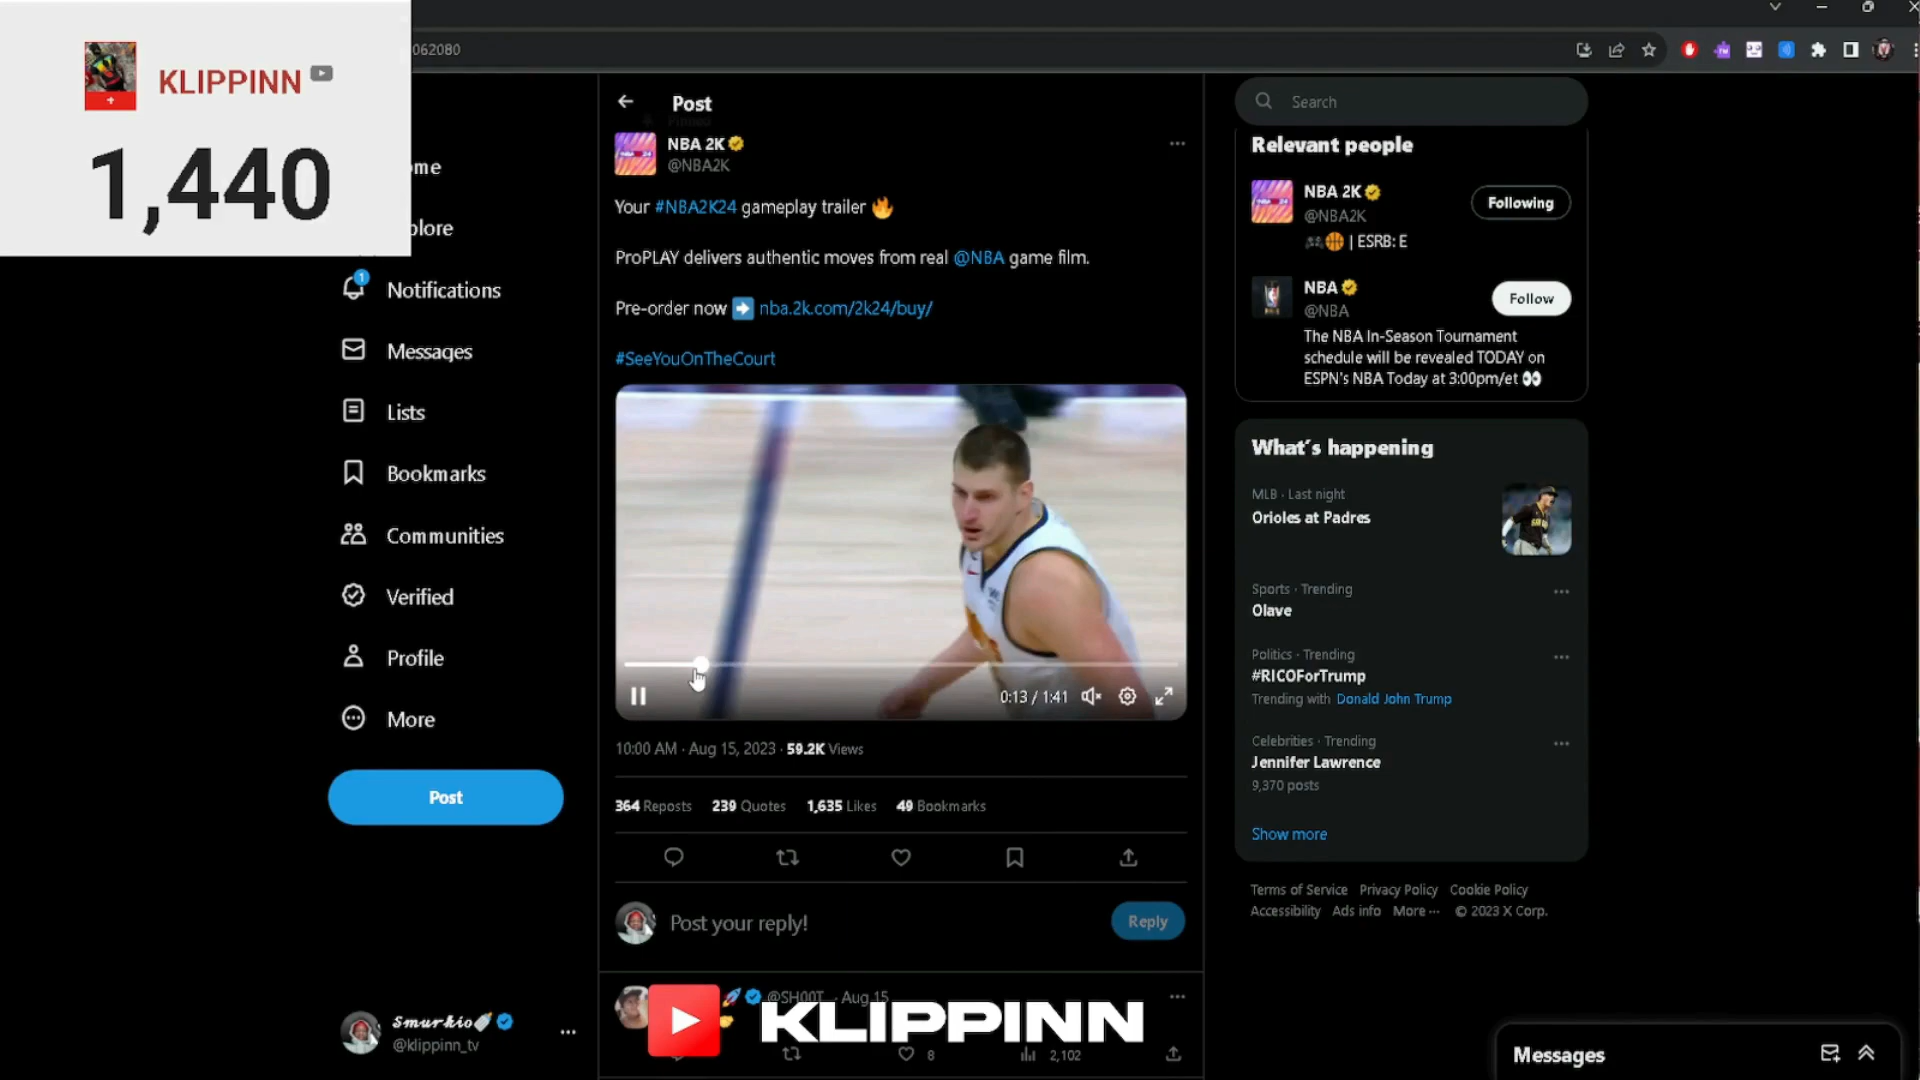 KLIPPINN
1,440
062080
Post
NBA 2K
@NBA2K
Your #NBA2K24 gameplay trailer 🔥
ProPLAY delivers authentic moves from real @NBA game film.
Pre-order now ➡️ nba.2k.com/2k24/buy/
#SeeYouOnTheCourt
0:13 / 1:41
10:00 AM · Aug 15, 2023 · 59.2K Views
364 Reposts 239 Quotes 1,635 Likes 49 Bookmarks
Post your reply!
Reply
@SH00T · Aug 15
KLIPPINN
8
2,102
ome
plore
1
Notifications
Messages
Lists
Bookmarks
Communities
Verified
Profile
More
Post
Smurkio
@klippinn_tv
Search
Relevant people
NBA 2K
@NBA2K
Following
🎮🏀 | ESRB: E
NBA
@NBA
Follow
The NBA In-Season Tournament
schedule will be revealed TODAY on
ESPN's NBA Today at 3:00pm/et 👀
What's happening
MLB · Last night
Orioles at Padres
Sports · Trending
Olave
Politics · Trending
#RICOForTrump
Trending with Donald John Trump
Celebrities · Trending
Jennifer Lawrence
9,370 posts
Show more
Terms of Service Privacy Policy Cookie Policy
Accessibility Ads info More ··· © 2023 X Corp.
Messages